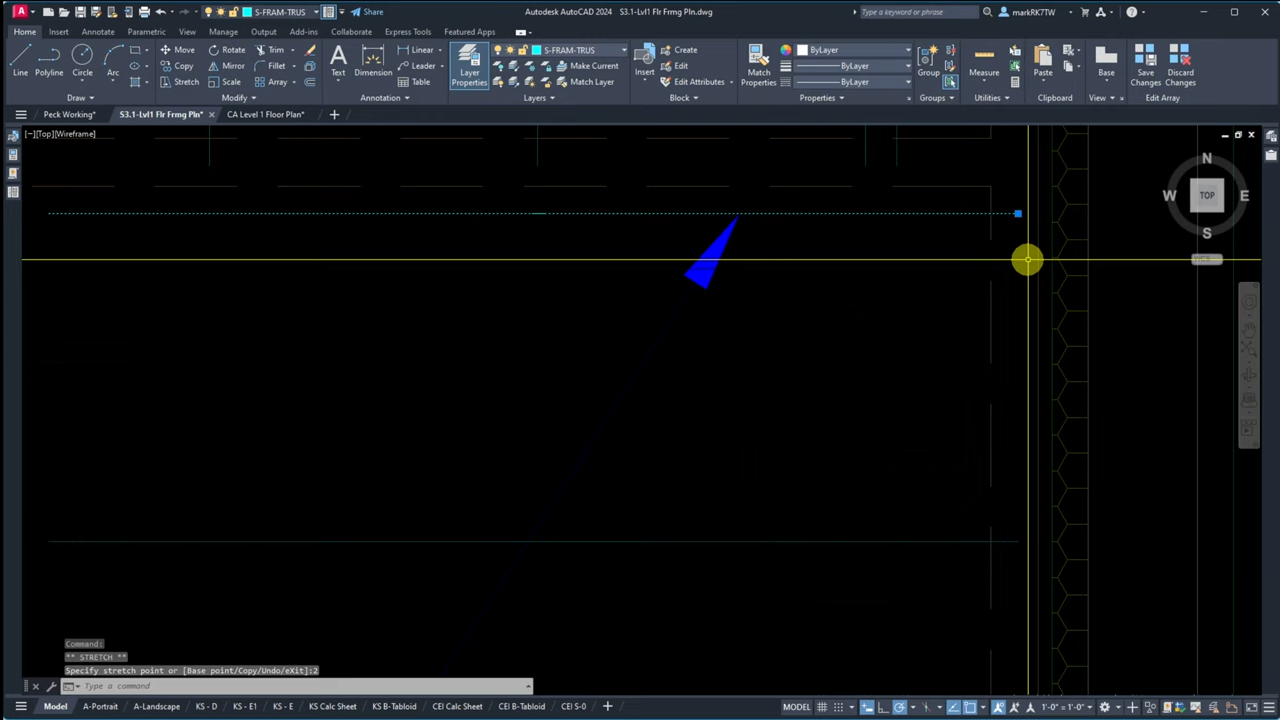 S-FRAM-TRUS
Share
Autodesk AutoCAD 2024 S3.1-Lvl1 Flr Frmg Pln.dwg
Type a keyword or phrase
markRK7TW
Home Insert Annotate Parametric View Manage Output Add-ins Collaborate Express Tools Featured Apps
Line Polyline Circle Arc
Move Rotate Trim
Copy Mirror Fillet
Stretch Scale Array
Text Dimension
Linear
Leader
Table
Layer Properties
S-FRAM-TRUS
Make Current
Match Layer
Insert
Create
Edit
Edit Attributes
Match Properties
ByLayer
ByLayer
ByLayer
Group
Measure
Paste
Base
Save Changes
Discard Changes
Draw Modify Annotation Layers Block Properties Groups Utilities Clipboard View Edit Array
Peck Working* S3.1-Lvl1 Flr Frmg Pln* CA Level 1 Floor Plan*
[−][Top][Wireframe]
N
W TOP E
S
Command:
** STRETCH **
Specify stretch point or [Base point/Copy/Undo/eXit]:2
Type a command
Model A-Portrait A-Landscape KS - D KS - E1 KS - E KS Calc Sheet KS B-Tabloid CEI Calc Sheet CEI B-Tabloid CEI S-0
MODEL
1'-0" = 1'-0"